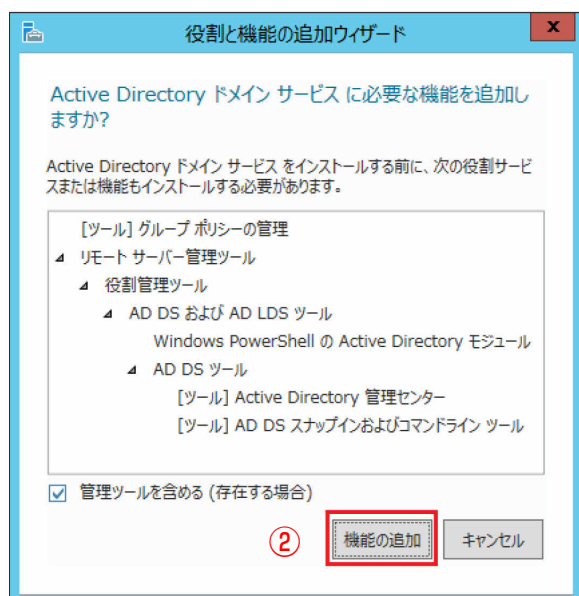 役割と機能の追加ウィザード
x
Active Directory ドメイン サービス に必要な機能を追加し
ますか?
Active Directory ドメイン サービス をインストールする前に、次の役割サービ
スまたは機能もインストールする必要があります。
[ツール] グループ ポリシーの管理
リモート サーバー管理ツール
役割管理ツール
AD DS および AD LDS ツール
Windows PowerShell の Active Directory モジュール
AD DS ツール
[ツール] Active Directory 管理センター
[ツール] AD DS スナップインおよびコマンドライン ツール
管理ツールを含める (存在する場合)
② 機能の追加 キャンセル